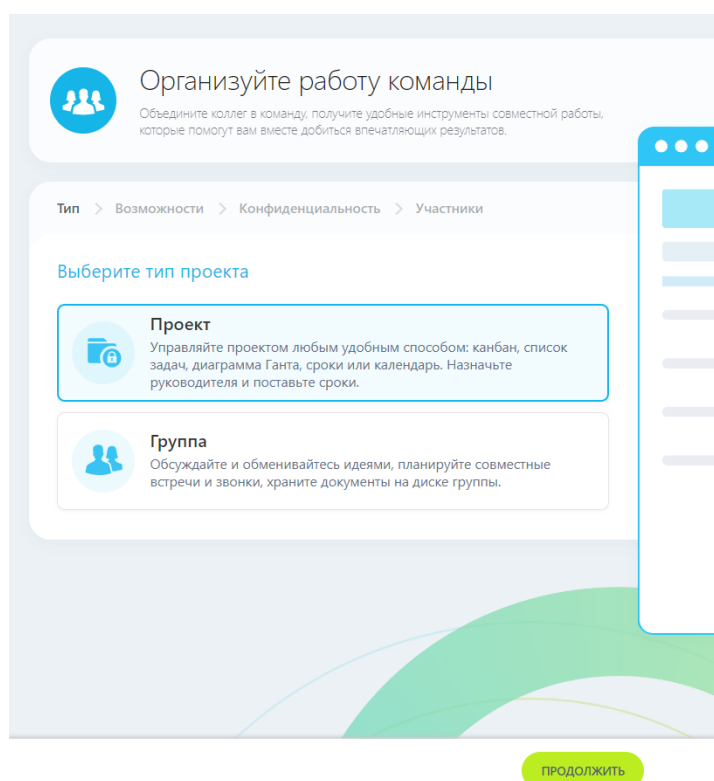 Организуйте работу команды
Объедините коллег в команду, получите удобные инструменты совместной работы,
которые помогут вам вместе добиться впечатляющих результатов.
Тип > Возможности > Конфиденциальность > Участники
Выберите тип проекта
Проект
Управляйте проектом любым удобным способом: канбан, список
задач, диаграмма Ганта, сроки или календарь. Назначьте
руководителя и поставьте сроки.
Группа
Обсуждайте и обменивайтесь идеями, планируйте совместные
встречи и звонки, храните документы на диске группы.
ПРОДОЛЖИТЬ